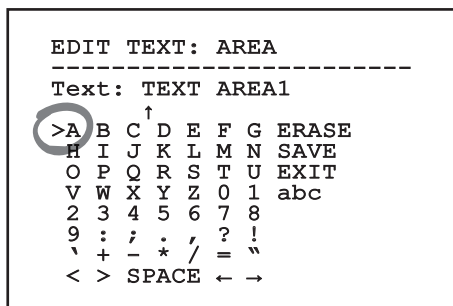 EDIT TEXT: AREA
-------------------------
Text: TEXT AREA1
↑
>A B C D E F G ERASE
H I J K L M N SAVE
O P Q R S T U EXIT
V W X Y Z 0 1 abc
2 3 4 5 6 7 8
9 : ; . , ? !
‵ + - * / = ‶
< > SPACE ← →